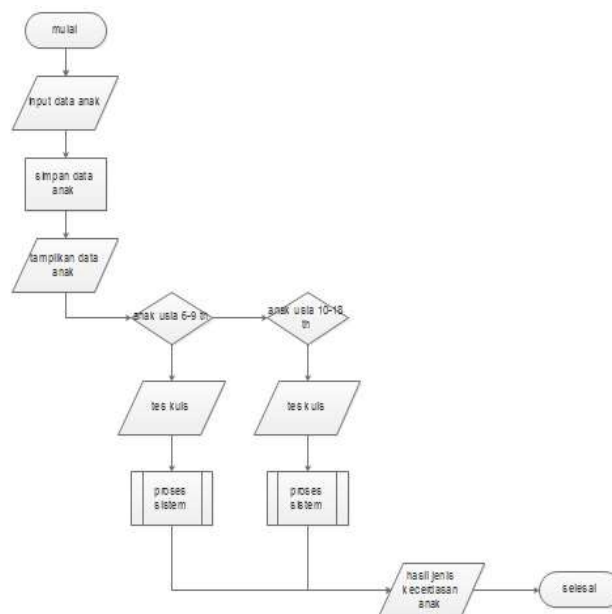 mulai
input data anak
simpan data
anak
tampilkan data
anak
anak usia 6-9 th
anak usia 10-18
th
tes kuis
tes kuis
proses
sistem
proses
sistem
hasil jenis
kecerdasan
anak
selesai